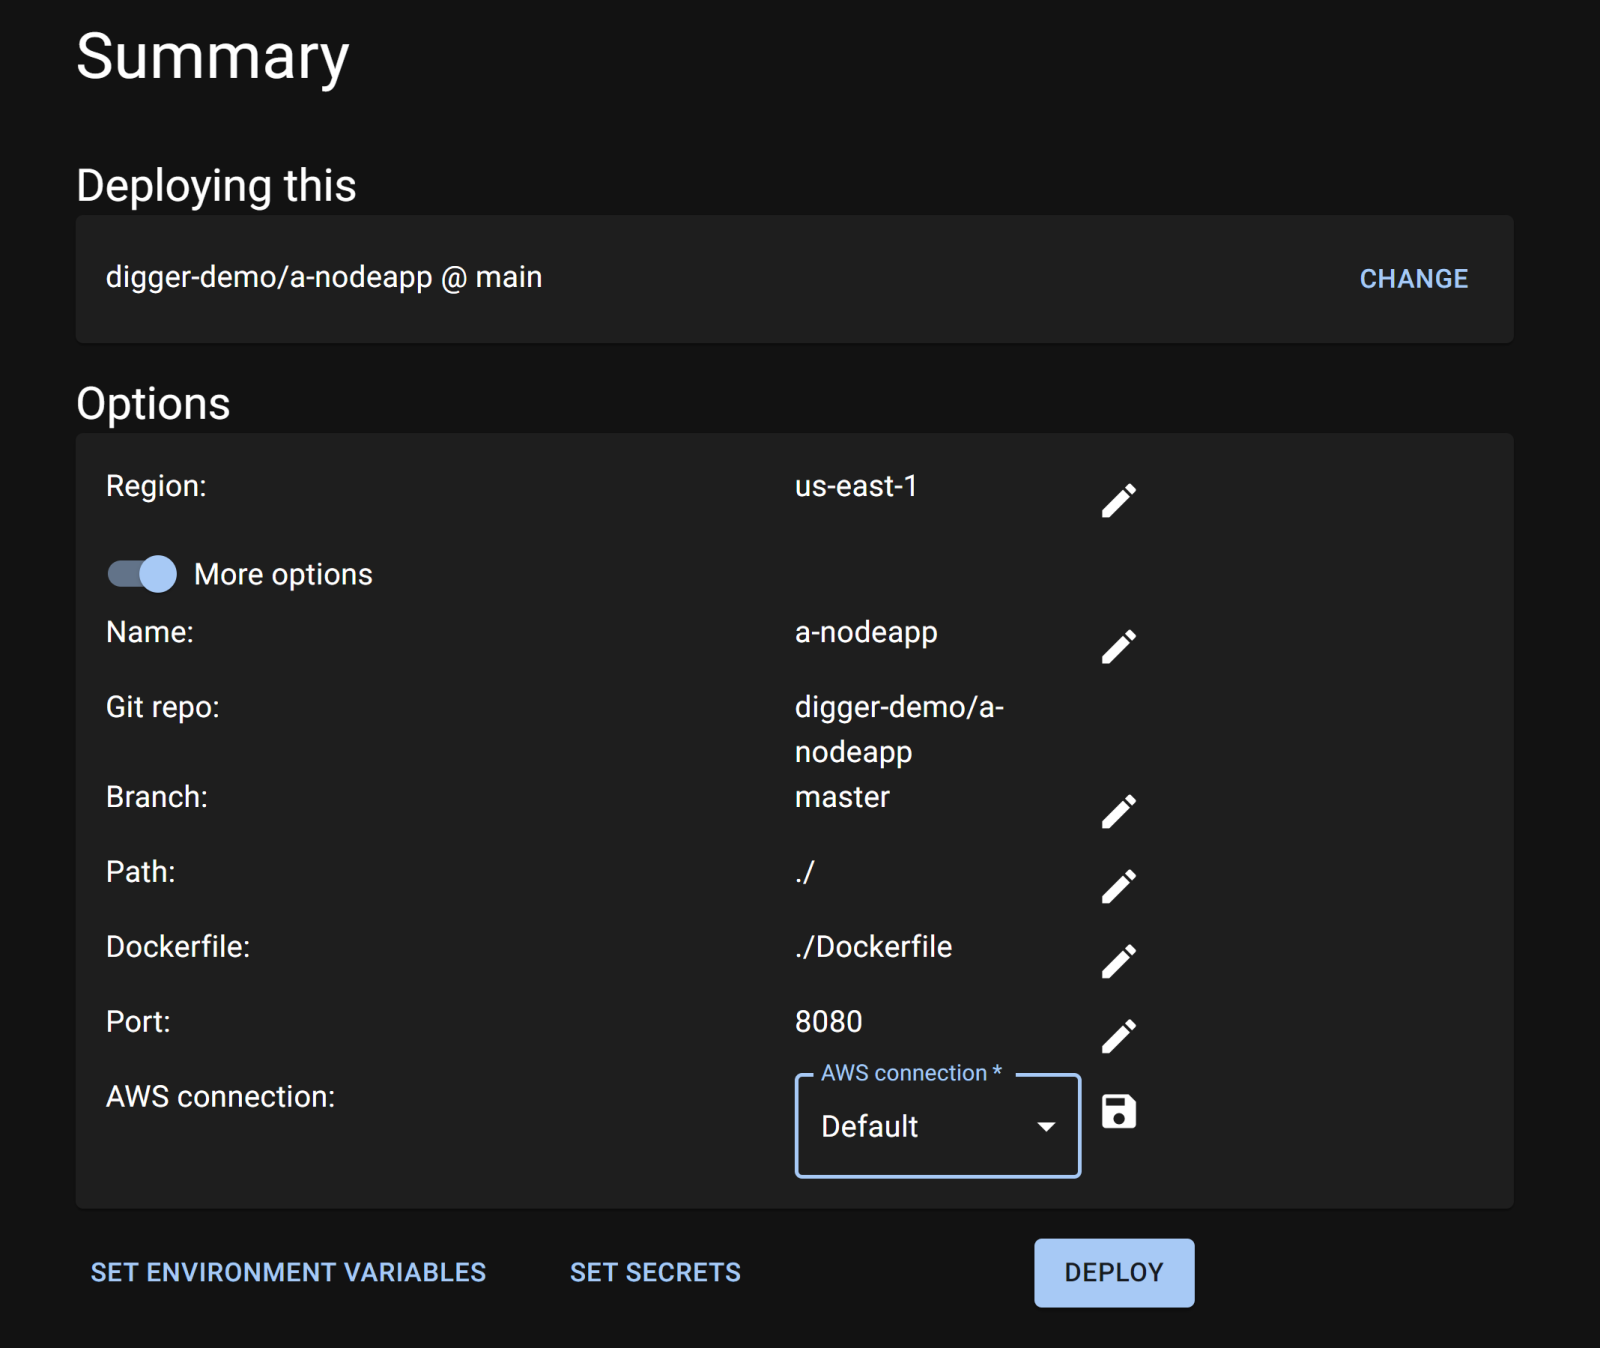 Summary
Deploying this
digger-demo/a-nodeapp @ main
CHANGE
Options
Region:
us-east-1
More options
Name:
a-nodeapp
Git repo:
digger-demo/a-
nodeapp
Branch:
master
Path:
./
Dockerfile:
./Dockerfile
Port:
8080
AWS connection:
AWS connection *
Default
SET ENVIRONMENT VARIABLES
SET SECRETS
DEPLOY